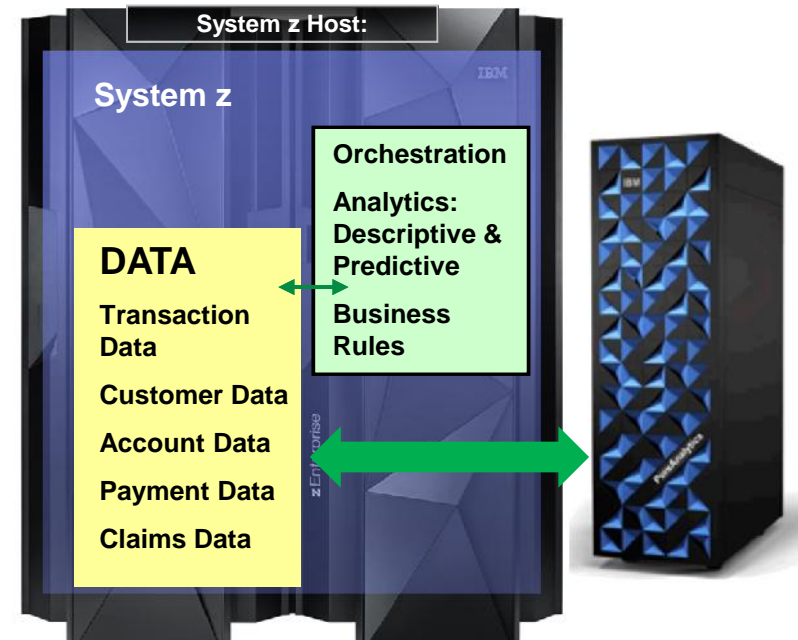 System z Host:
IBM
System z
Orchestration
Analytics:
Descriptive &
Predictive
Business
Rules
DATA
Transaction
Data
Customer Data
Account Data
Payment Data
Claims Data
zEnterprise
IBM
PureAnalytics